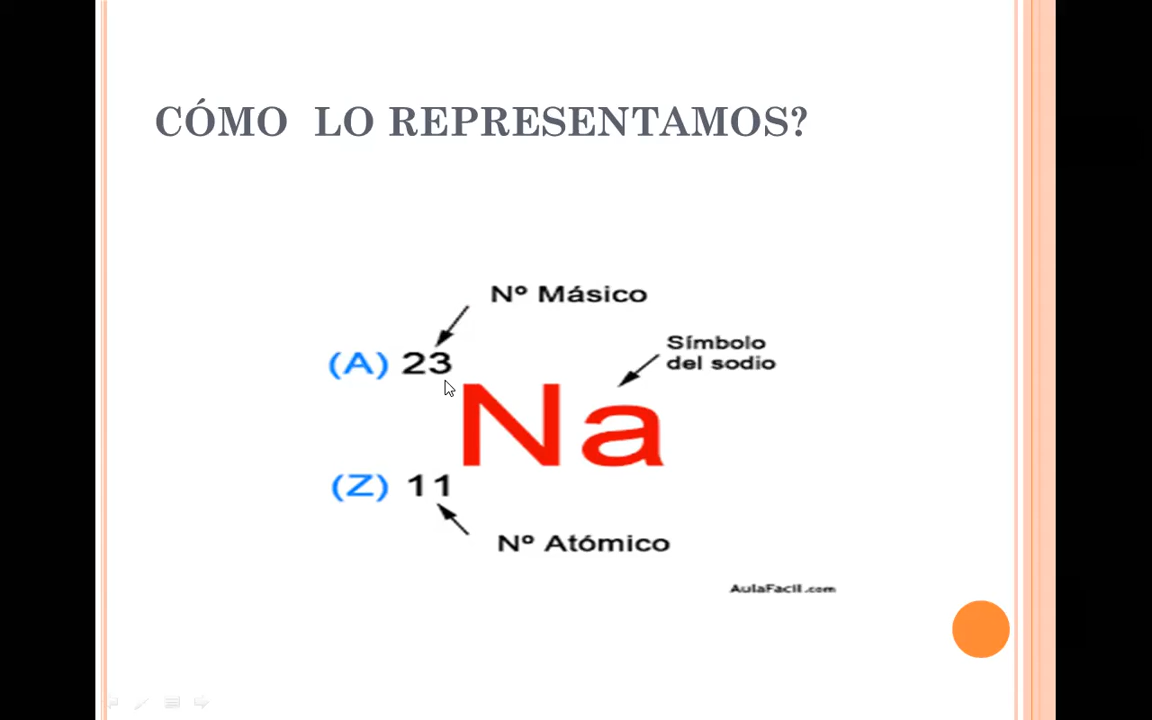 CÓMO LO REPRESENTAMOS?
Nº Másico
Símbolo
del sodio
(A) 23
Na
(Z) 11
Nº Atómico
AulaFacil.com